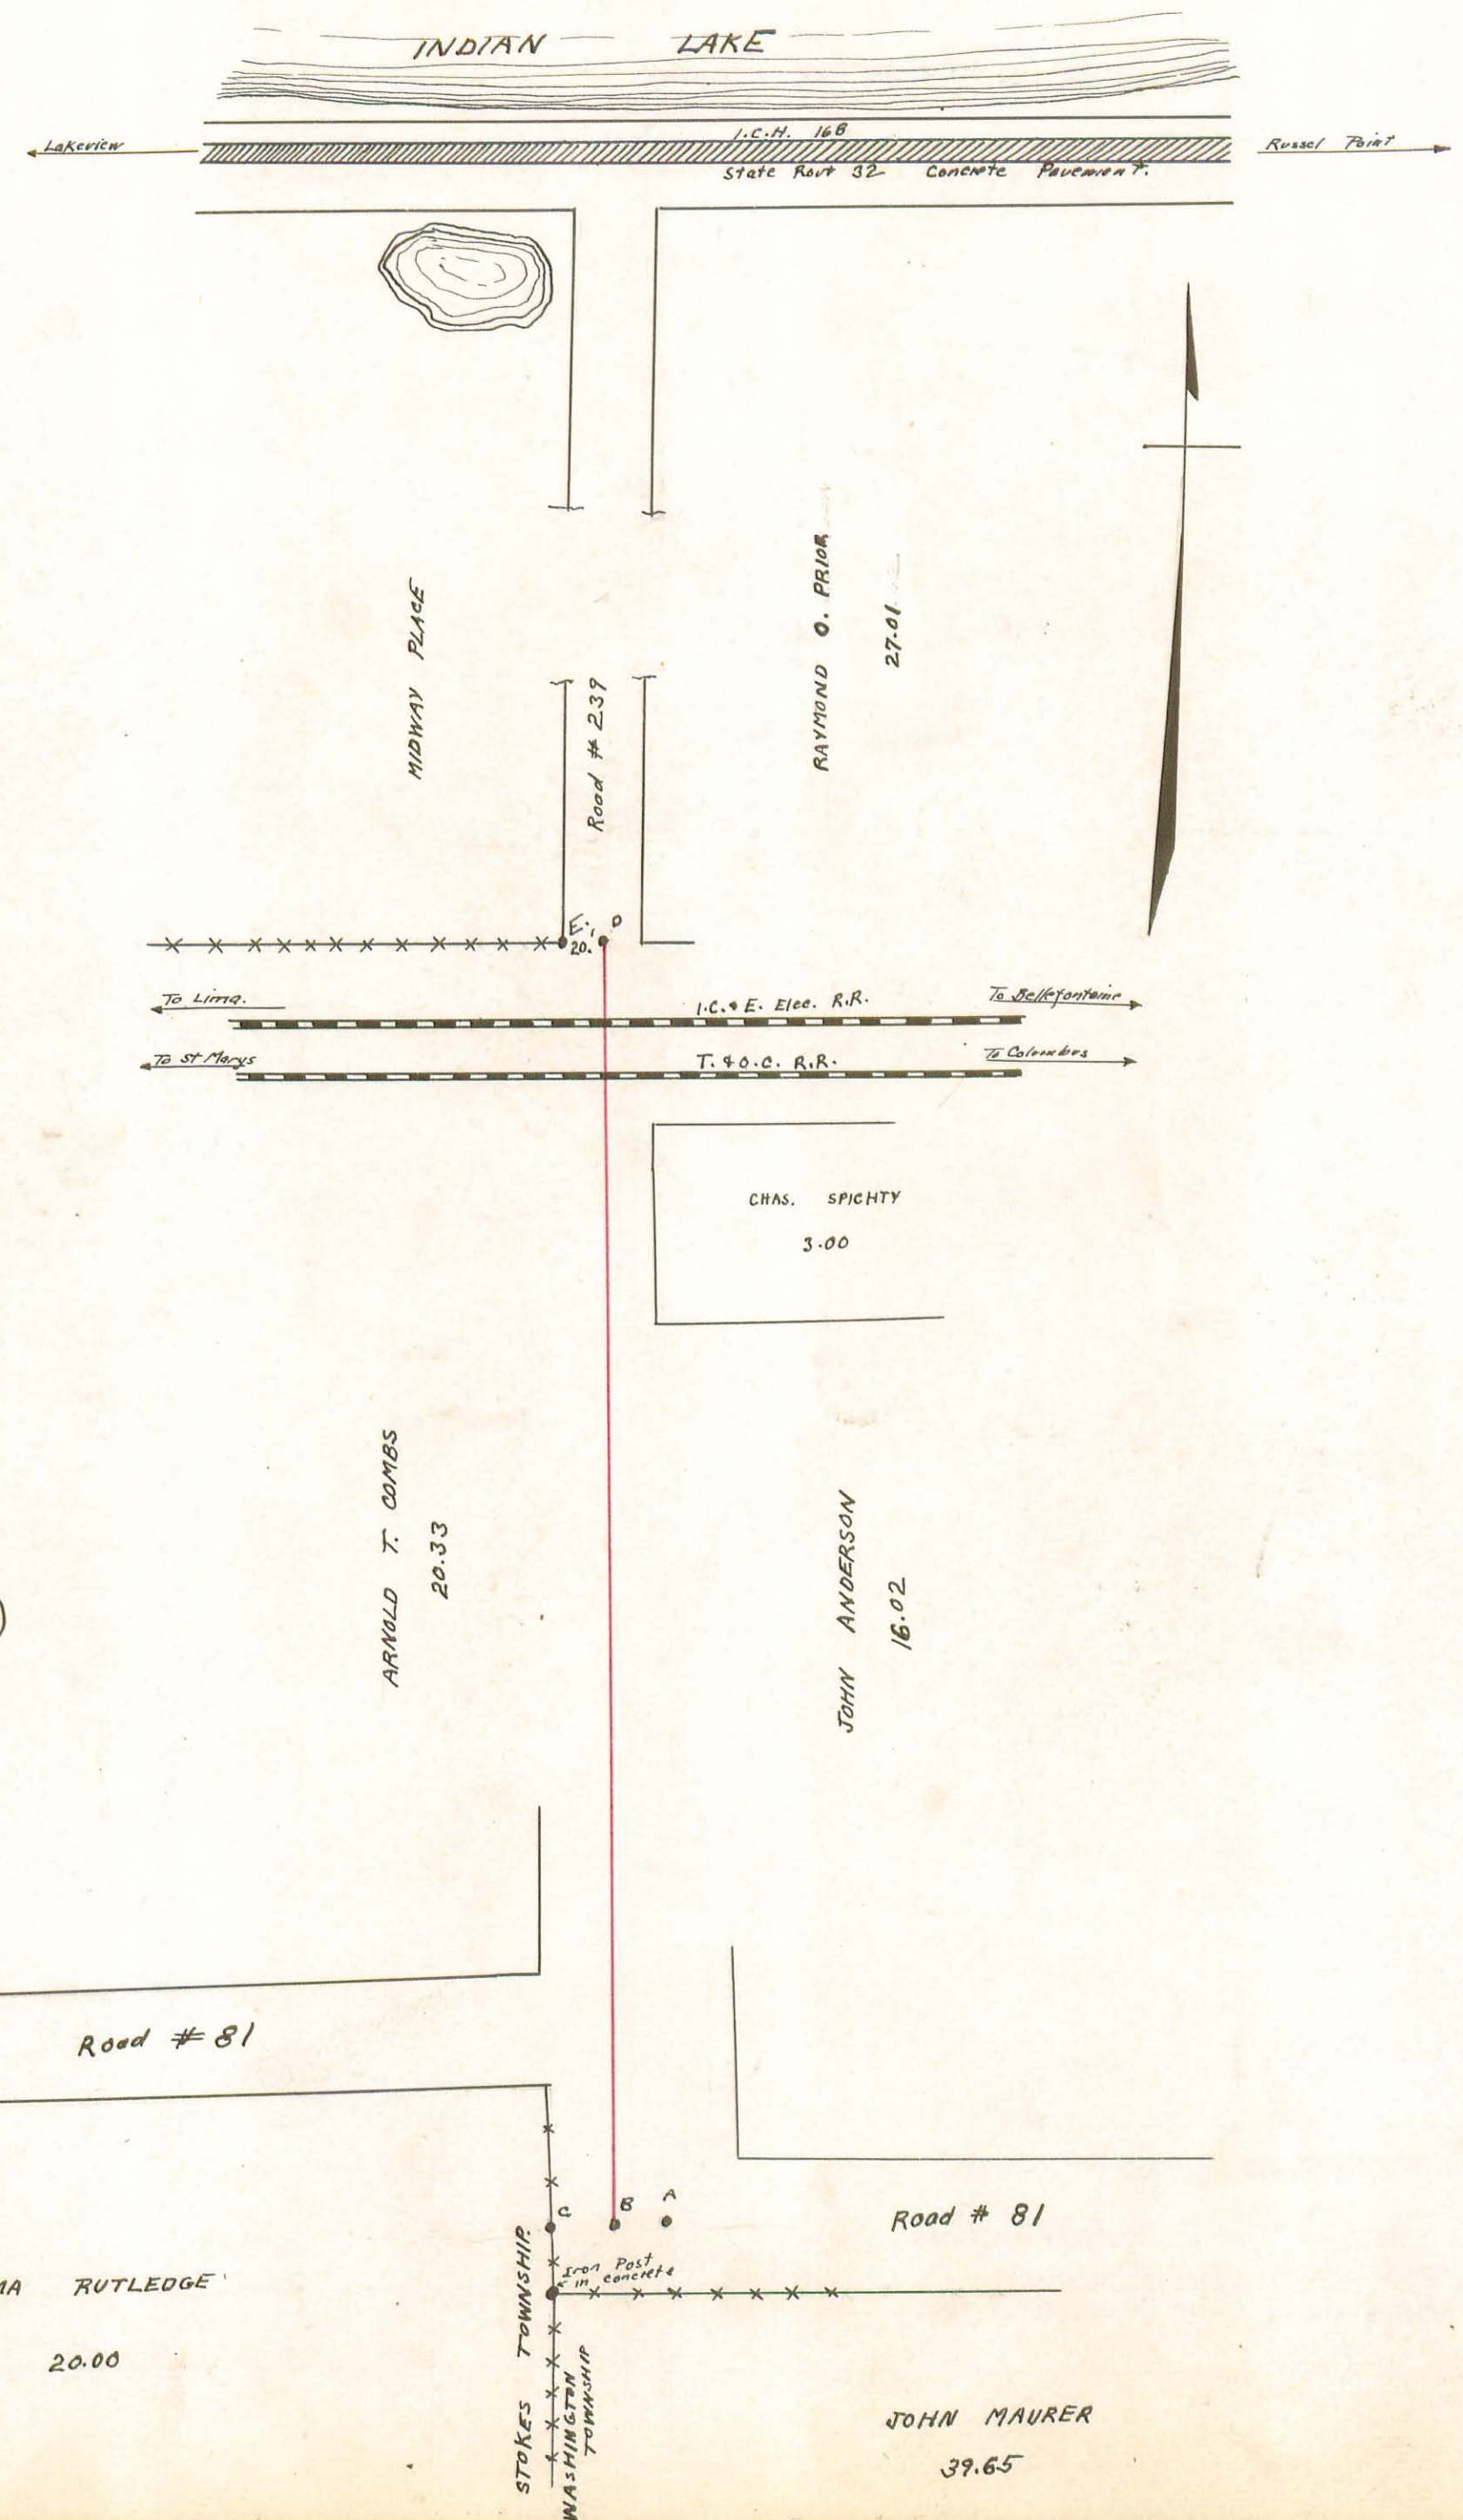 INDIAN LAKE
I.C.H. 168
Lakeview
Russel Point
State Rout 32 Concrete Pavement.
MIDWAY PLACE
Road # 239
RAYMOND O. PRIOR
27.01
E.
D
20.
To Lima.
I.C.& E. Elec. R.R.
To Bellefontaine
To St Marys
T. & O.C. R.R.
To Columbus
CHAS. SPICHTY
3.00
ARNOLD T. COMBS
20.33
JOHN ANDERSON
16.02
Road # 81
C
B
A
Road # 81
Iron Post
in concrete
MA RUTLEDGE
20.00
STOKES TOWNSHIP.
WASHINGTON
TOWNSHIP
JOHN MAURER
39.65